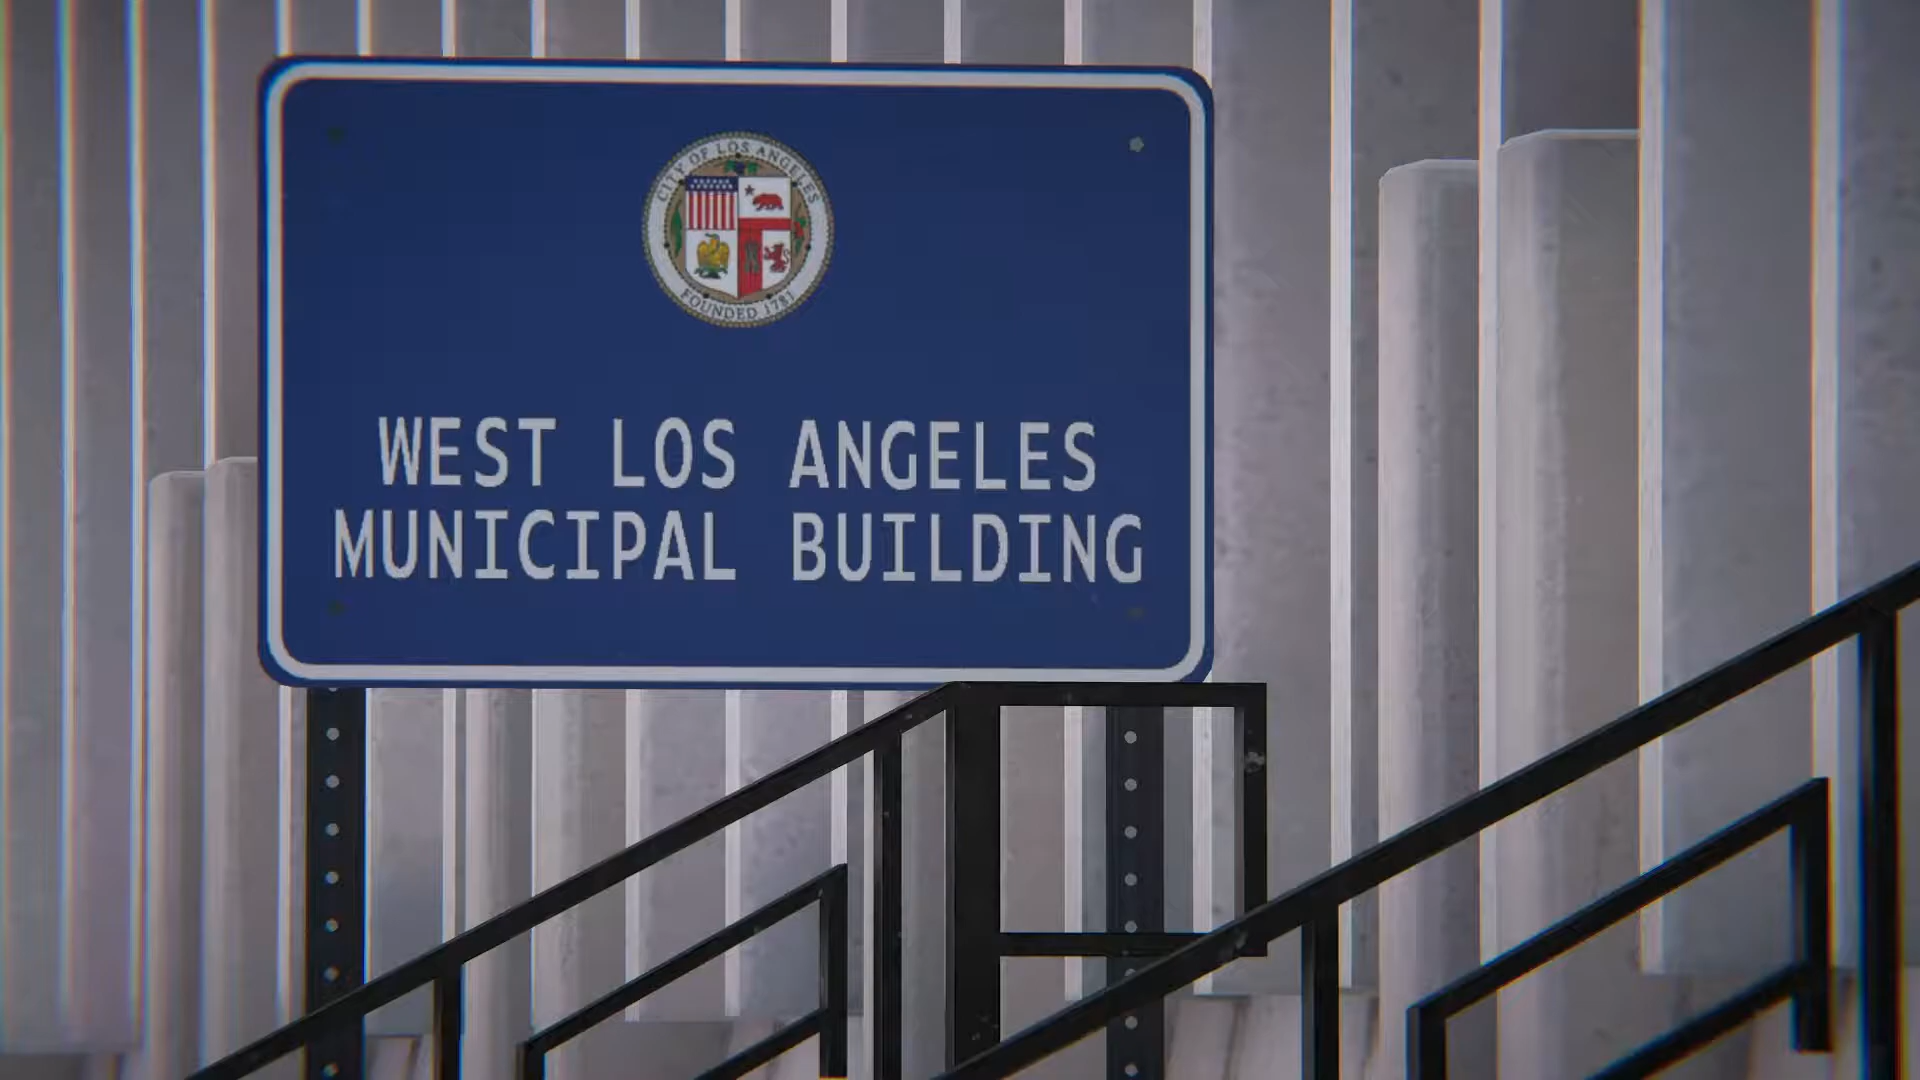 CITY OF LOS ANGELES
FOUNDED 1781
WEST LOS ANGELES
MUNICIPAL BUILDING